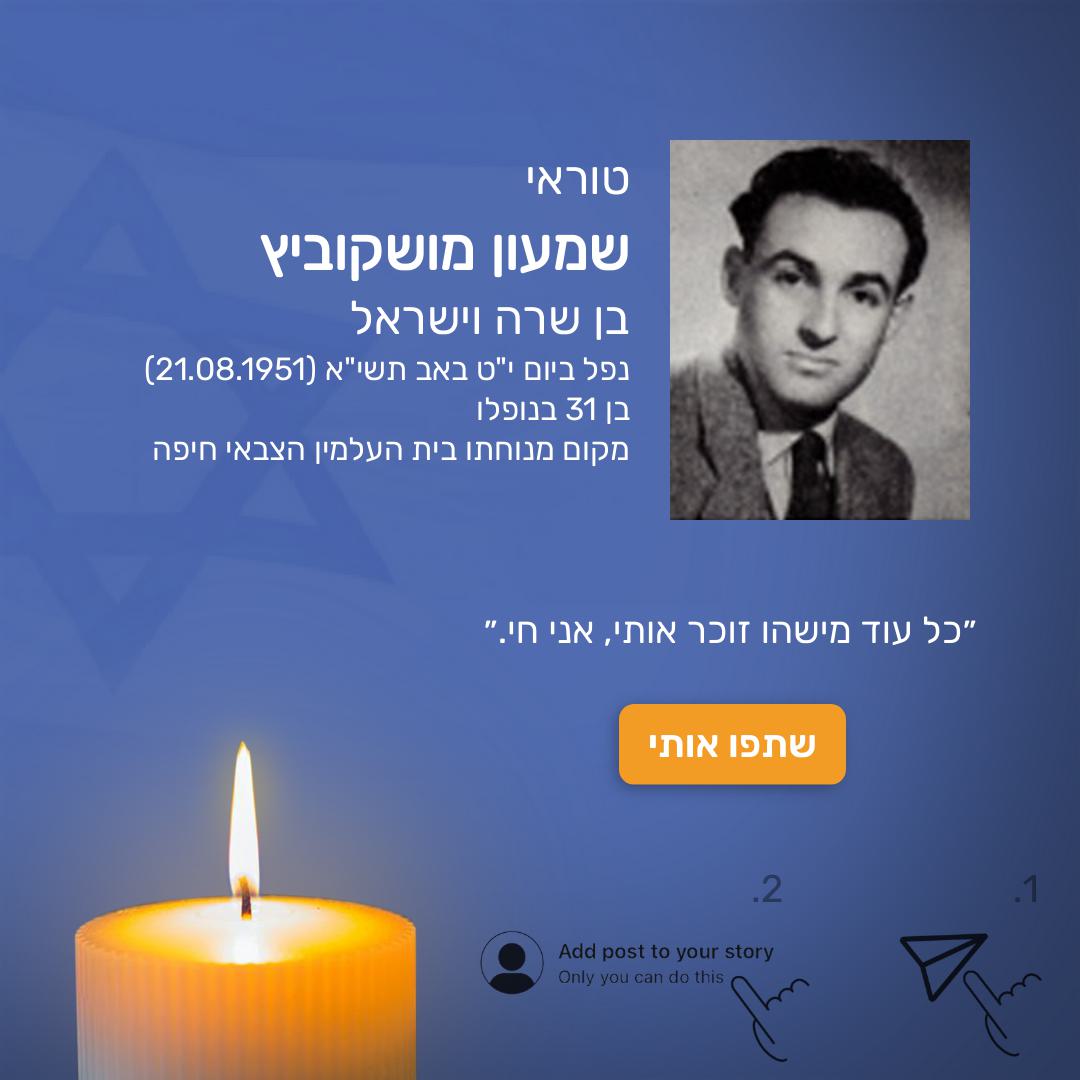 טוראי
שמעון מושקוביץ
בן שרה וישראל
נפל ביום י"ט באב תשי"א (21.08.1951)
בן 31 בנופלו
מקום מנוחתו בית העלמין הצבאי חיפה
״כל עוד מישהו זוכר אותי, אני חי.״
שתפו אותי
1.
2.
Add post to your story
Only you can do this